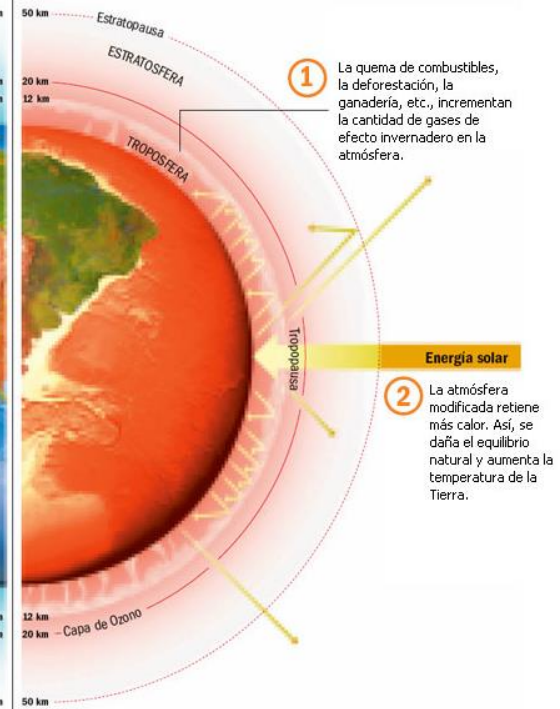 50 km
Estratopausa
ESTRATOSFERA
20 km
12 km
TROPOSFERA
1
La quema de combustibles,
la deforestación, la
ganadería, etc., incrementan
la cantidad de gases de
efecto invernadero en la
atmósfera.
Tropopausa
Energía solar
2
La atmósfera
modificada retiene
más calor. Así, se
daña el equilibrio
natural y aumenta la
temperatura de la
Tierra.
12 km
20 km
Capa de Ozono
50 km